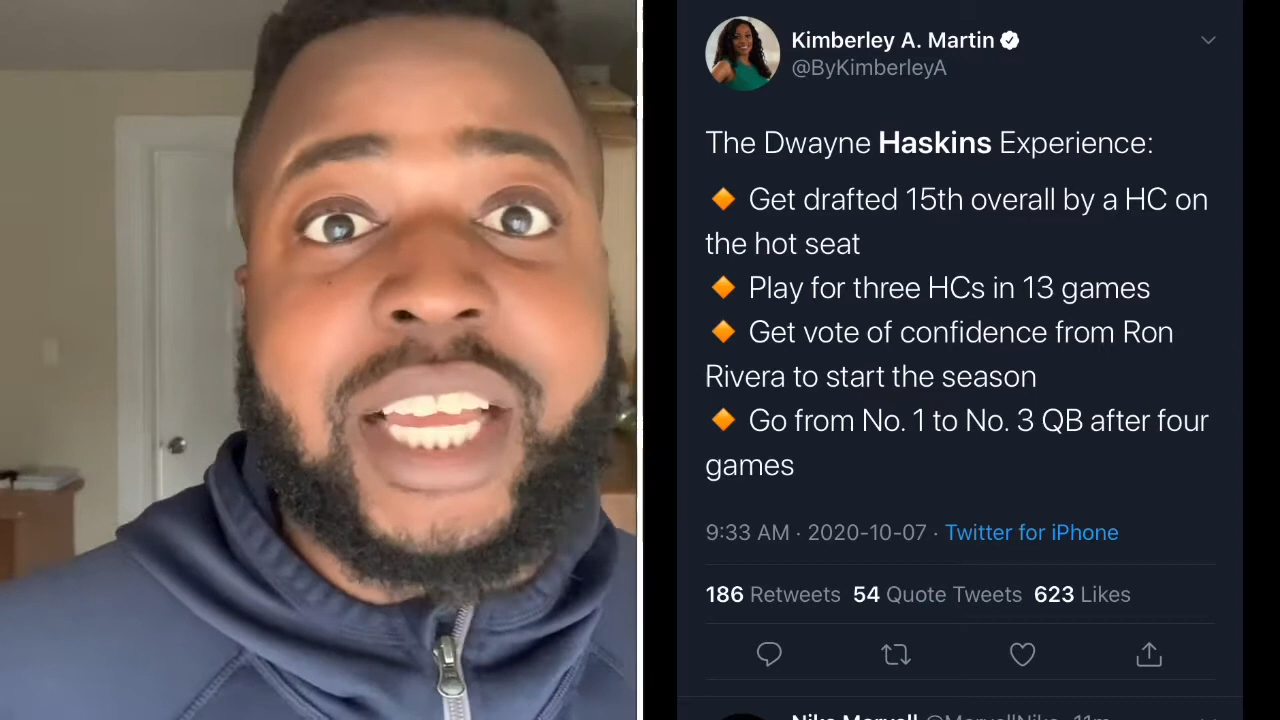 Kimberley A. Martin
@ByKimberleyA
The Dwayne Haskins Experience:
🔸 Get drafted 15th overall by a HC on
the hot seat
🔸 Play for three HCs in 13 games
🔸 Get vote of confidence from Ron
Rivera to start the season
🔸 Go from No. 1 to No. 3 QB after four
games
9:33 AM · 2020-10-07 · Twitter for iPhone
186 Retweets 54 Quote Tweets 623 Likes